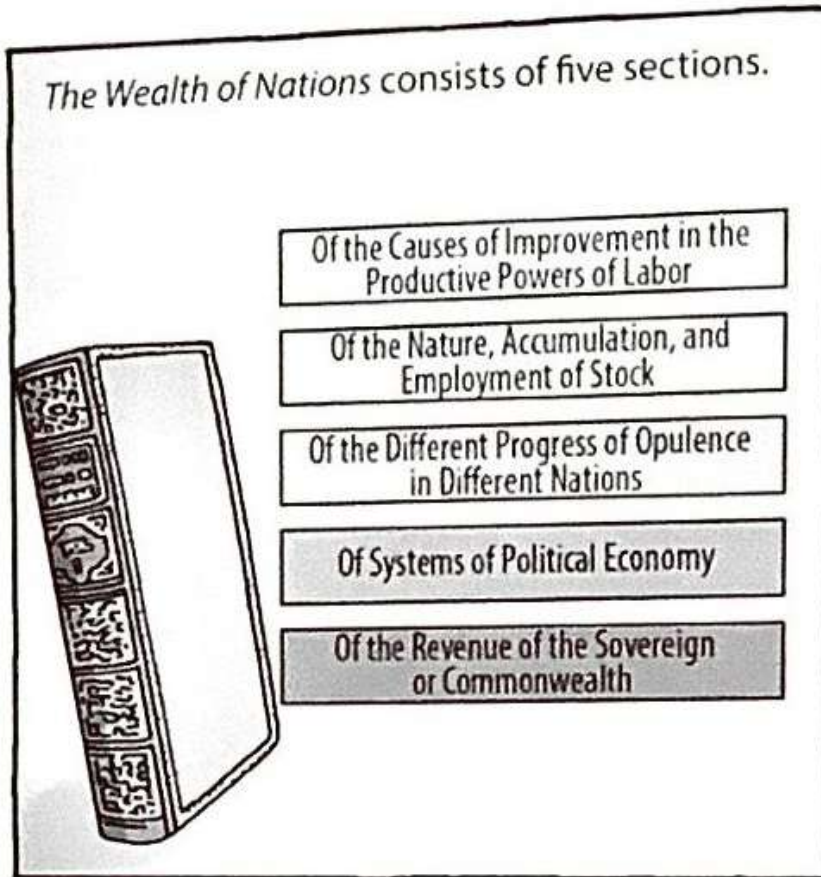 The Wealth of Nations consists of five sections.
Of the Causes of Improvement in the
Productive Powers of Labor
Of the Nature, Accumulation, and
Employment of Stock
Of the Different Progress of Opulence
in Different Nations
Of Systems of Political Economy
Of the Revenue of the Sovereign
or Commonwealth